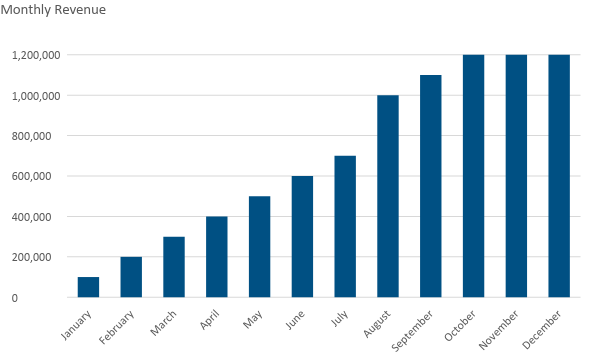 Monthly Revenue
1,200,000
1,000,000
800,000
600,000
400,000
200,000
0
January
February
March
April
May
June
July
August
September
October
November
December